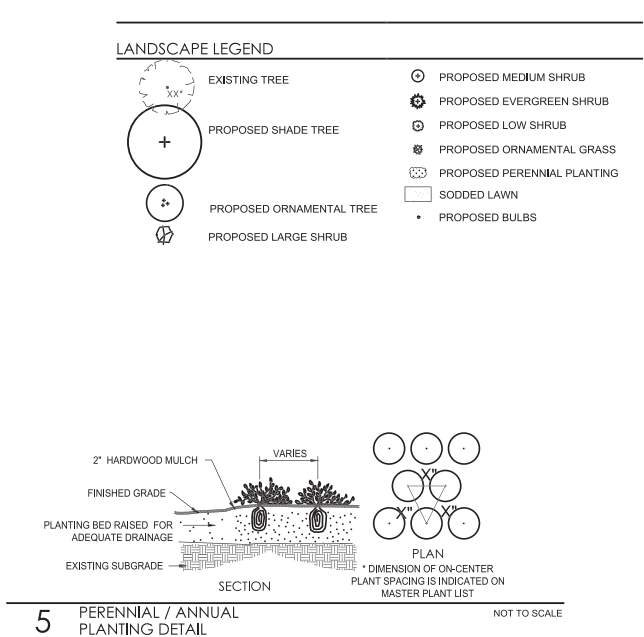 LANDSCAPE LEGEND
EXISTING TREE
XX"
PROPOSED SHADE TREE
PROPOSED ORNAMENTAL TREE
PROPOSED LARGE SHRUB
PROPOSED MEDIUM SHRUB
PROPOSED EVERGREEN SHRUB
PROPOSED LOW SHRUB
PROPOSED ORNAMENTAL GRASS
PROPOSED PERENNIAL PLANTING
SODDED LAWN
PROPOSED BULBS
2" HARDWOOD MULCH
VARIES
FINISHED GRADE
PLANTING BED RAISED FOR
ADEQUATE DRAINAGE
EXISTING SUBGRADE
SECTION
X"
X"
X"
PLAN
* DIMENSION OF ON-CENTER
PLANT SPACING IS INDICATED ON
MASTER PLANT LIST
5
PERENNIAL / ANNUAL
PLANTING DETAIL
NOT TO SCALE